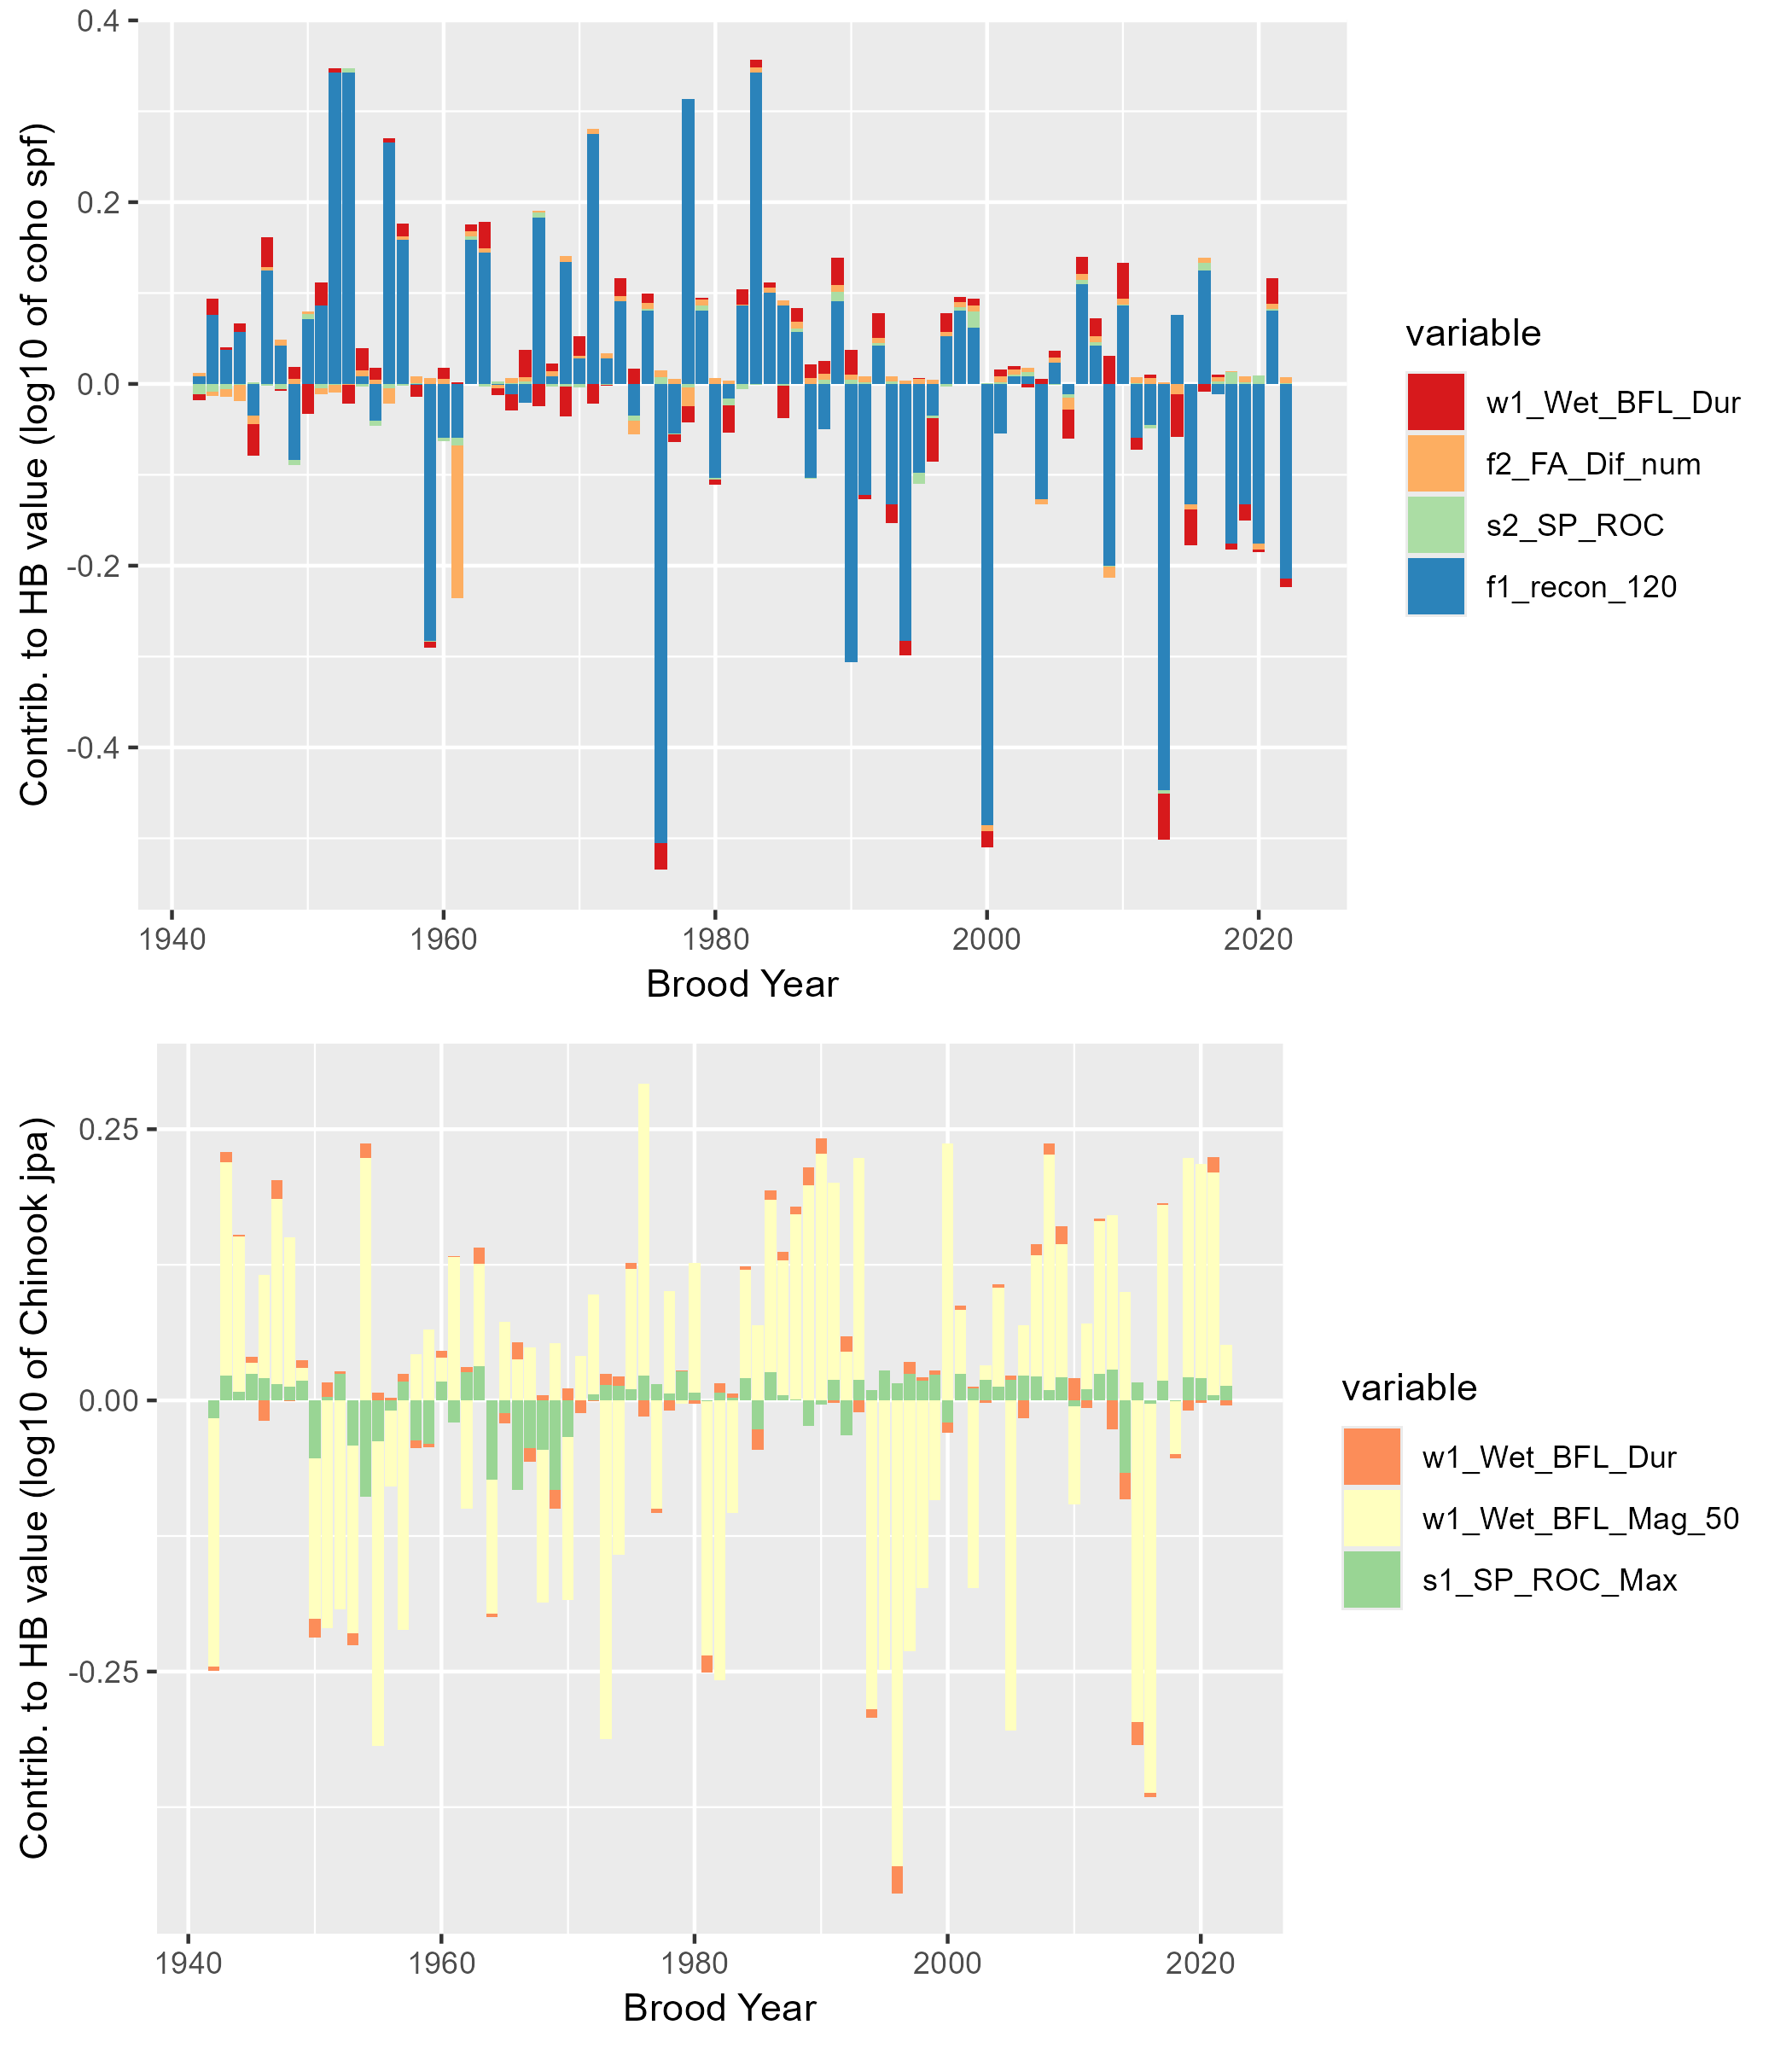 Contrib. to HB value (log10 of coho spf)
0.4
0.2
0.0
-0.2
-0.4
1940 1960 1980 2000 2020
Brood Year
variable
w1_Wet_BFL_Dur
f2_FA_Dif_num
s2_SP_ROC
f1_recon_120
Contrib. to HB value (log10 of Chinook jpa)
0.25
0.00
-0.25
1940 1960 1980 2000 2020
Brood Year
variable
w1_Wet_BFL_Dur
w1_Wet_BFL_Mag_50
s1_SP_ROC_Max